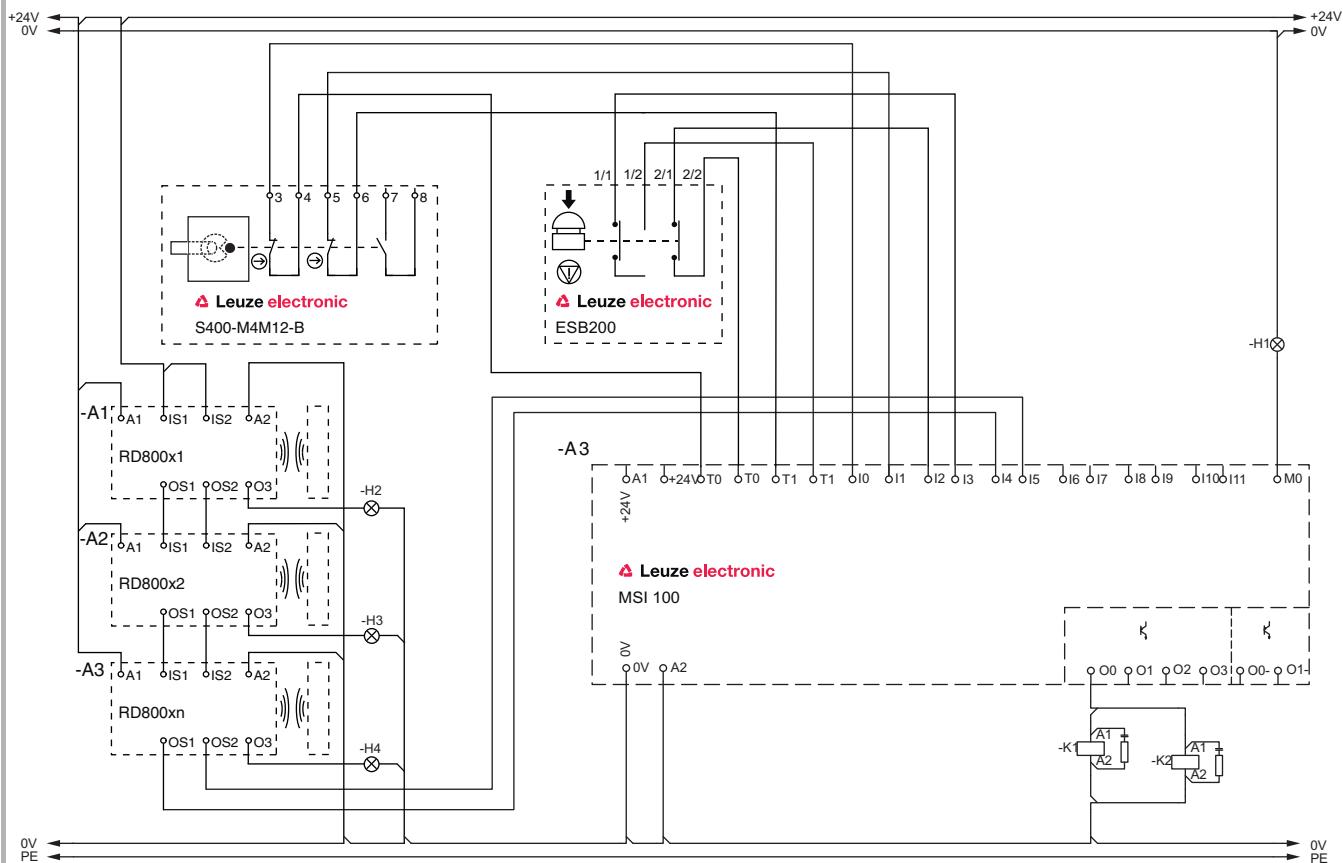 +24V +24V
0V 0V
3 4 5 6 7 8
1/1 1/2 2/1 2/2
Leuze electronic
S400-M4M12-B
Leuze electronic
ESB200
-H1
-A1
A1 IS1 IS2 A2
RD800x1
OS1 OS2 O3
-H2
-A2
A1 IS1 IS2 A2
RD800x2
OS1 OS2 O3
-H3
-A3
A1 IS1 IS2 A2
RD800xn
OS1 OS2 O3
-H4
-A3
A1 +24V T0 T0 T1 T1 I0 I1 I2 I3 I4 I5 I6 I7 I8 I9 I10 I11 M0
+24V
Leuze electronic
MSI 100
0V
0V A2
O0 O1 O2 O3 O0- O1-
-K1
A1
A2
-K2
A1
A2
0V 0V
PE PE